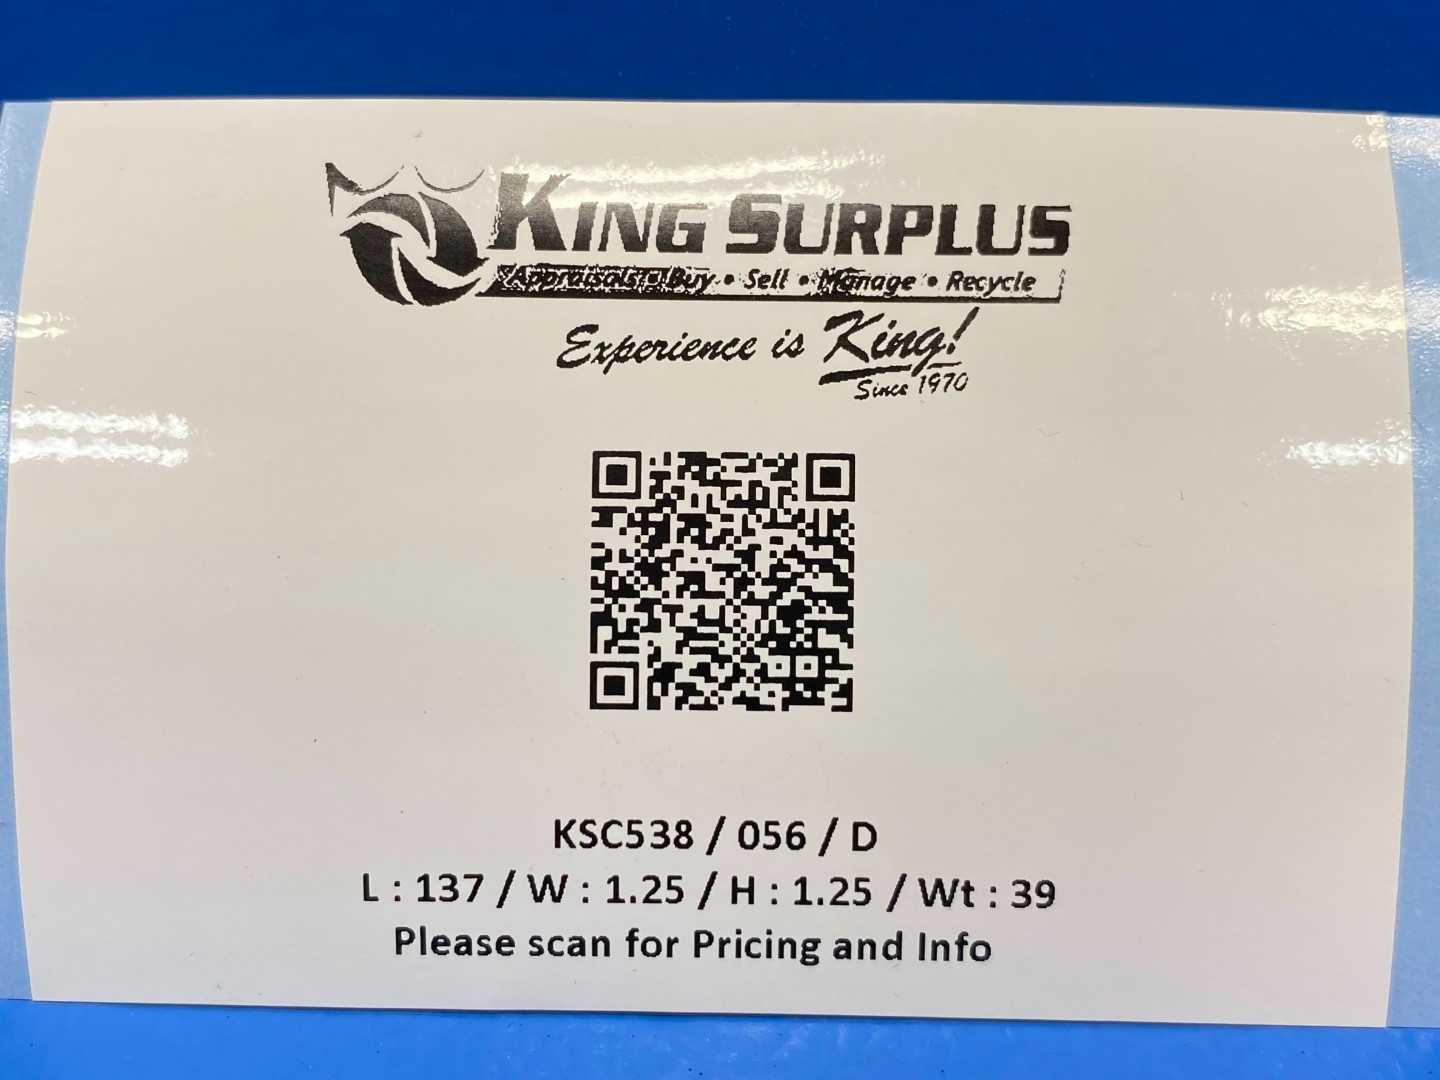 KING SURPLUS
Appraisals • Buy • Sell • Manage • Recycle
Experience is King!
Since 1970
KSC538 / 056 / D
L : 137 / W : 1.25 / H : 1.25 / Wt : 39
Please scan for Pricing and Info